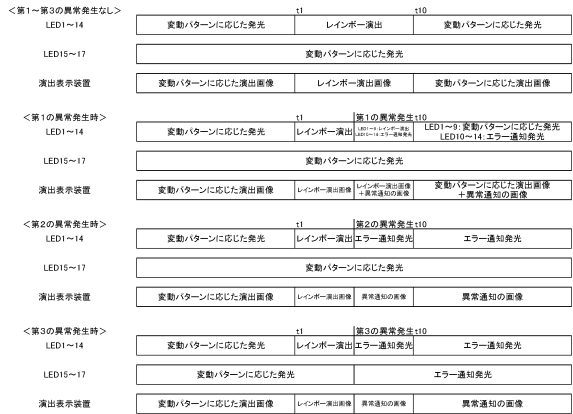 ＜第1～第3の異常発生なし＞ t1 t10
LED1～14 変動パターンに応じた発光 レインボー演出 変動パターンに応じた発光
LED15～17 変動パターンに応じた発光
演出表示装置 変動パターンに応じた演出画像 レインボー演出画像 変動パターンに応じた演出画像
＜第1の異常発生時＞ t1 第1の異常発生 t10
LED1～14 変動パターンに応じた発光 レインボー演出 LED1～9：レインボー演出 LED1～9：変動パターンに応じた発光
LED10～14：エラー通知発光 LED10～14：エラー通知発光
LED15～17 変動パターンに応じた発光
演出表示装置 変動パターンに応じた演出画像 レインボー演出画像 レインボー演出画像 変動パターンに応じた演出画像
＋異常通知の画像 ＋異常通知の画像
＜第2の異常発生時＞ t1 第2の異常発生 t10
LED1～14 変動パターンに応じた発光 レインボー演出 エラー通知発光 エラー通知発光
LED15～17 変動パターンに応じた発光
演出表示装置 変動パターンに応じた演出画像 レインボー演出画像 異常通知の画像 異常通知の画像
＜第3の異常発生時＞ t1 第3の異常発生 t10
LED1～14 変動パターンに応じた発光 レインボー演出 エラー通知発光 エラー通知発光
LED15～17 変動パターンに応じた発光 エラー通知発光
演出表示装置 変動パターンに応じた演出画像 レインボー演出画像 異常通知の画像 異常通知の画像